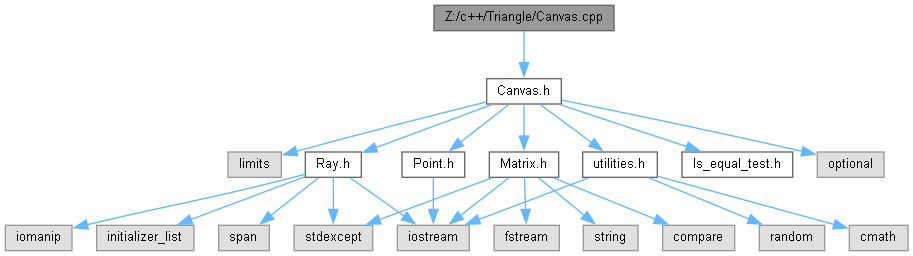 Z:/c++/Triangle/Canvas.cpp
Canvas.h
limits
Ray.h
Point.h
Matrix.h
utilities.h
Is_equal_test.h
optional
iomanip
initializer_list
span
stdexcept
iostream
fstream
string
compare
random
cmath